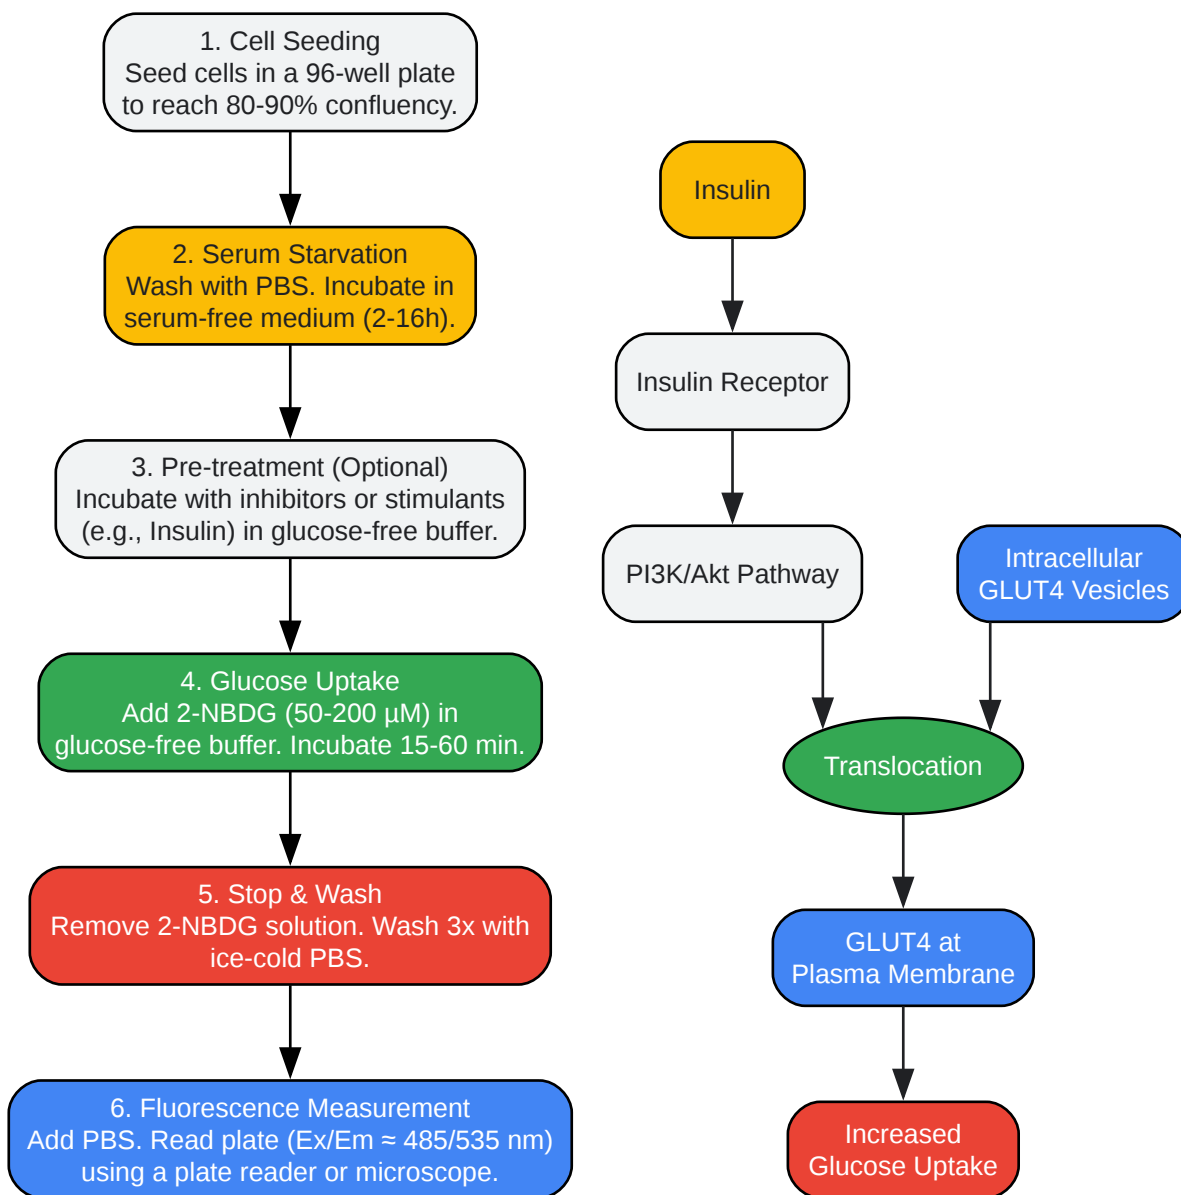 1. Cell Seeding
Seed cells in a 96-well plate
to reach 80-90% confluency.
2. Serum Starvation
Wash with PBS. Incubate in
serum-free medium (2-16h).
3. Pre-treatment (Optional)
Incubate with inhibitors or stimulants
(e.g., Insulin) in glucose-free buffer.
4. Glucose Uptake
Add 2-NBDG (50-200 µM) in
glucose-free buffer. Incubate 15-60 min.
5. Stop & Wash
Remove 2-NBDG solution. Wash 3x with
ice-cold PBS.
6. Fluorescence Measurement
Add PBS. Read plate (Ex/Em ≈ 485/535 nm)
using a plate reader or microscope.
Insulin
Insulin Receptor
PI3K/Akt Pathway
Intracellular
GLUT4 Vesicles
Translocation
GLUT4 at
Plasma Membrane
Increased
Glucose Uptake